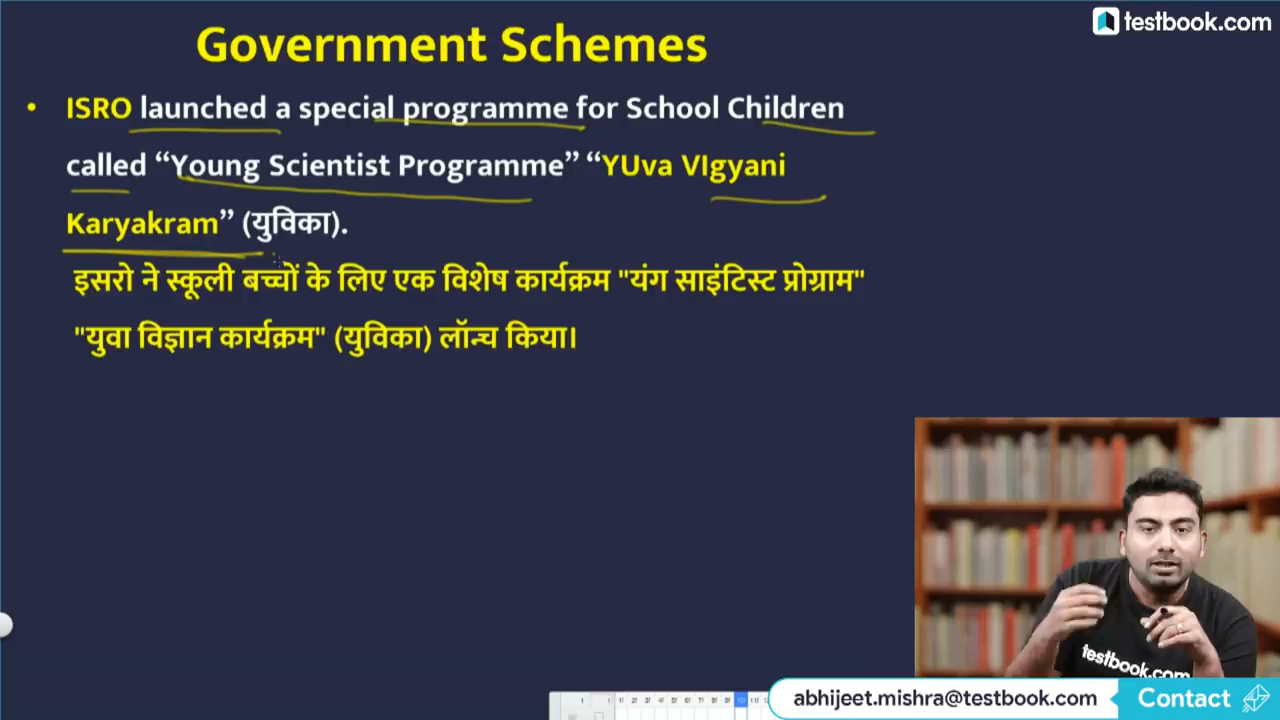 testbook.com
Government Schemes
• ISRO launched a special programme for School Children
called “Young Scientist Programme” “YUva VIgyani
Karyakram” (युविका).
इसरो ने स्कूली बच्चों के लिए एक विशेष कार्यक्रम "यंग साइंटिस्ट प्रोग्राम"
"युवा विज्ञान कार्यक्रम" (युविका) लॉन्च किया।
testbook.com
abhijeet.mishra@testbook.com Contact